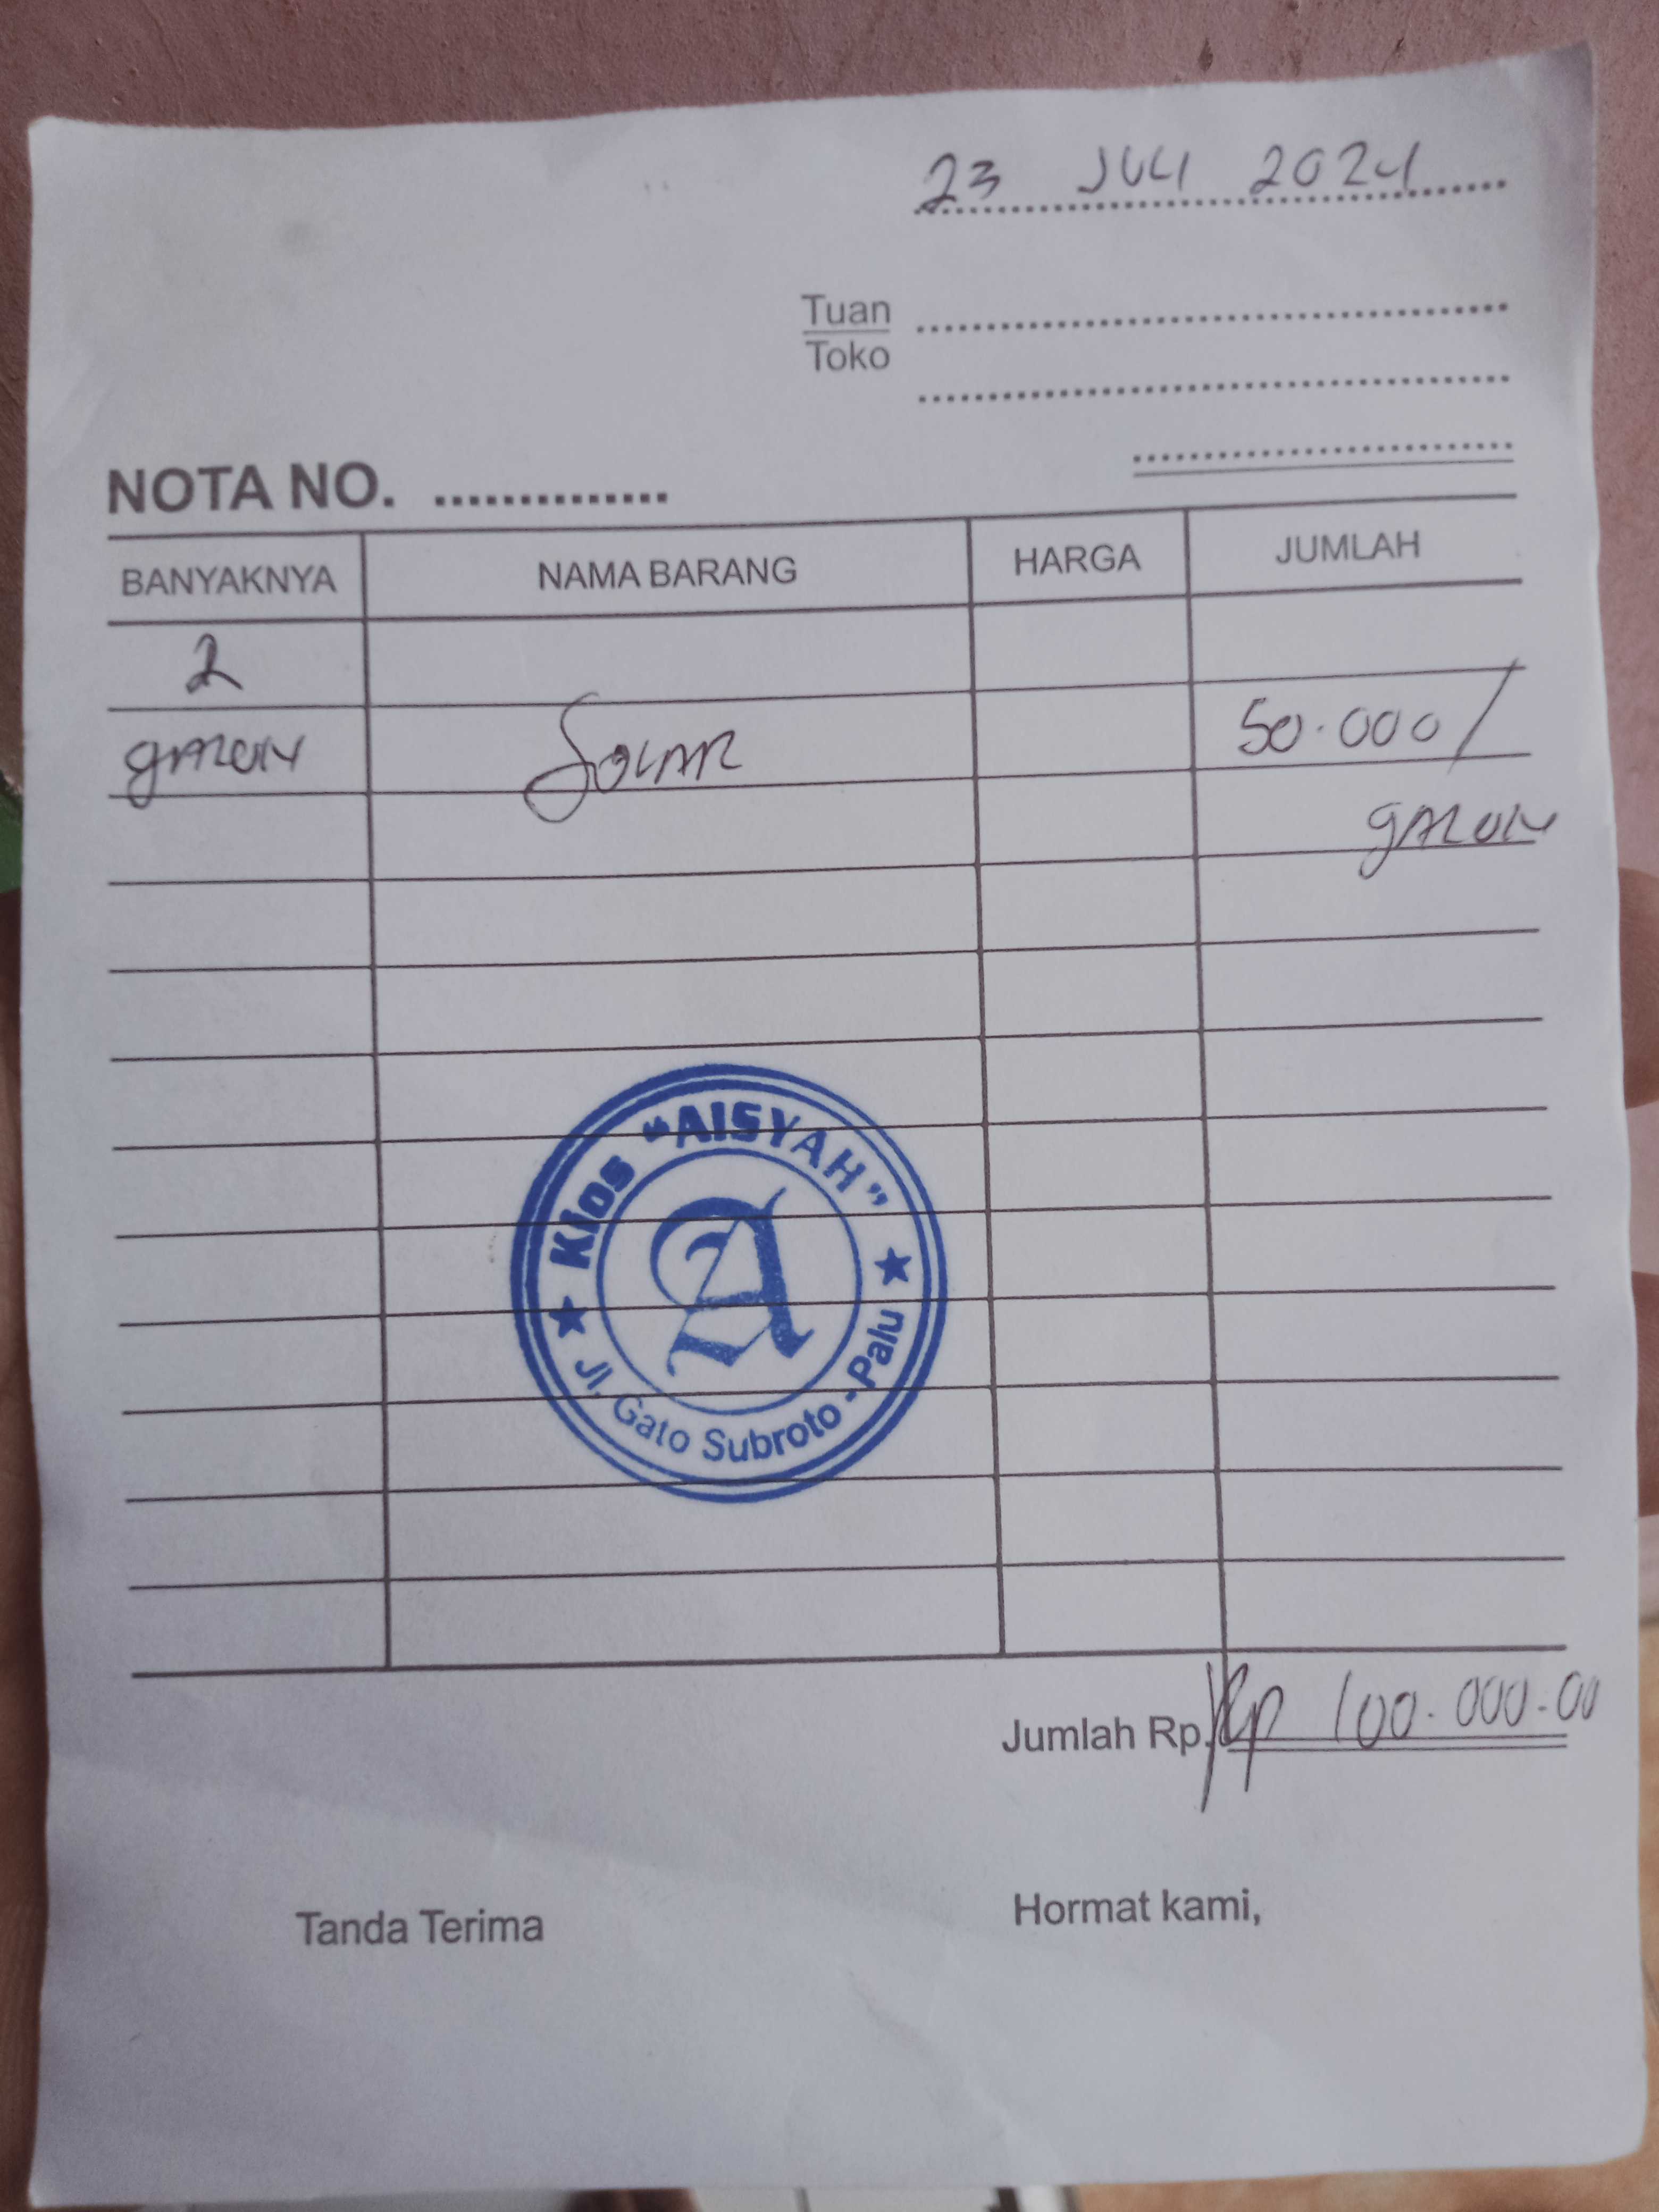 23 JULI 2024
Tuan
Toko
NOTA NO. ..............
BANYAKNYA NAMA BARANG HARGA JUMLAH
2
gALON SOLAR 50.000/
gALON
Kios "AISYAH"
A
Jl. Gato Subroto - Palu
Jumlah Rp. Rp 100.000.00
Tanda Terima Hormat kami,